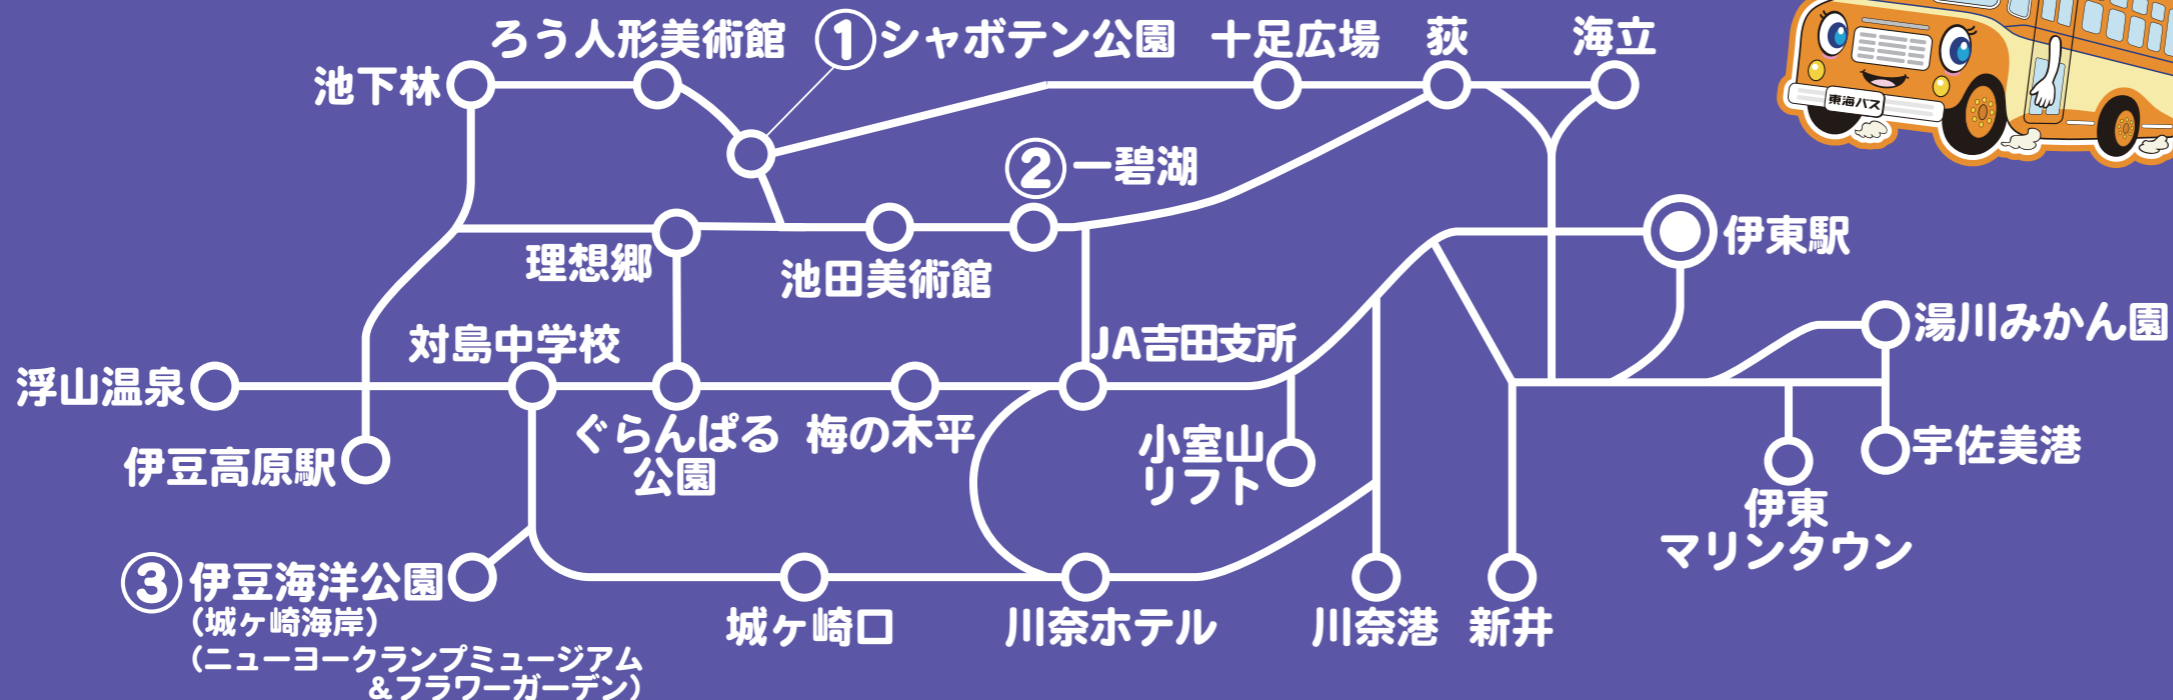 ろう人形美術館
①シャボテン公園
十足広場
荻
海立
池下林
東海バス
②一碧湖
伊東駅
理想郷
池田美術館
湯川みかん園
対島中学校
JA吉田支所
浮山温泉
ぐらんぱる
公園
梅の木平
小室山
リフト
宇佐美港
伊豆高原駅
伊東
マリンタウン
③伊豆海洋公園
（城ヶ崎海岸）
（ニューヨークランプミュージアム
＆フラワーガーデン）
城ヶ崎口
川奈ホテル
川奈港
新井